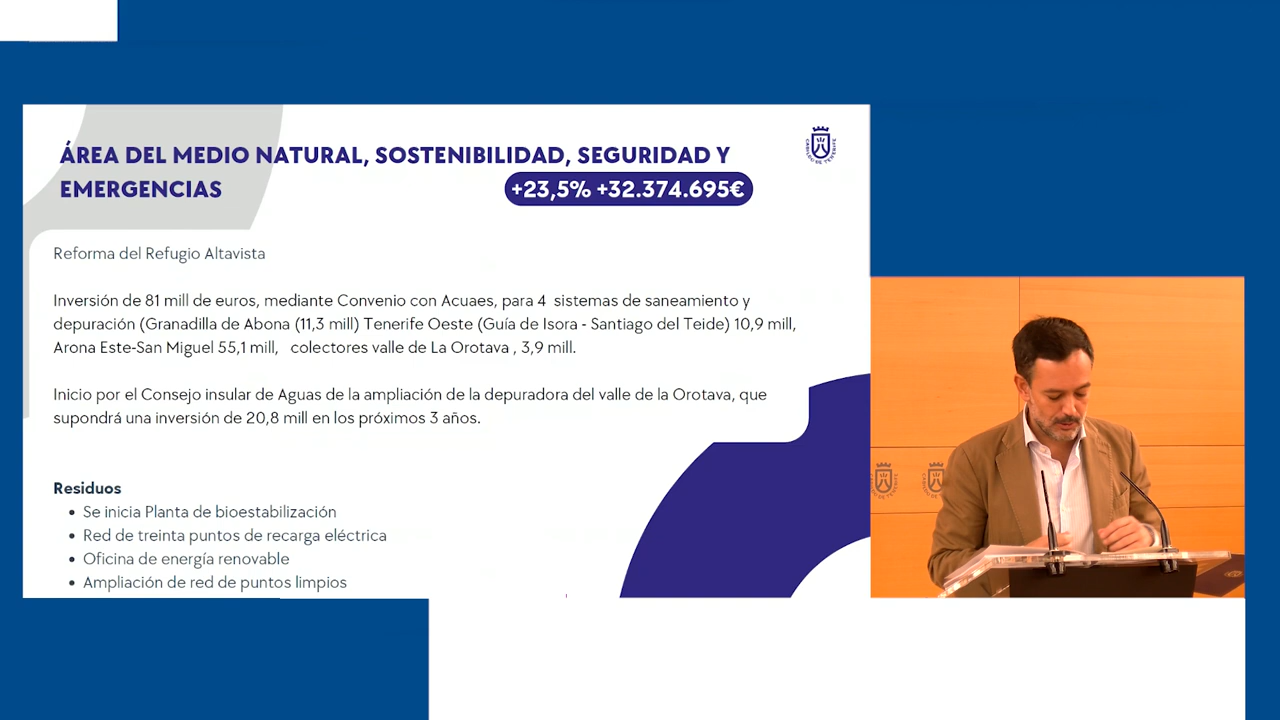 ÁREA DEL MEDIO NATURAL, SOSTENIBILIDAD, SEGURIDAD Y
EMERGENCIAS
+23,5% +32.374.695€
CABILDO DE TENERIFE
Reforma del Refugio Altavista
Inversión de 81 mill de euros, mediante Convenio con Acuaes, para 4 sistemas de saneamiento y
depuración (Granadilla de Abona (11,3 mill) Tenerife Oeste (Guía de Isora - Santiago del Teide) 10,9 mill,
Arona Este-San Miguel 55,1 mill, colectores valle de La Orotava , 3,9 mill.
Inicio por el Consejo insular de Aguas de la ampliación de la depuradora del valle de la Orotava, que
supondrá una inversión de 20,8 mill en los próximos 3 años.
Residuos
• Se inicia Planta de bioestabilización
• Red de treinta puntos de recarga eléctrica
• Oficina de energía renovable
• Ampliación de red de puntos limpios